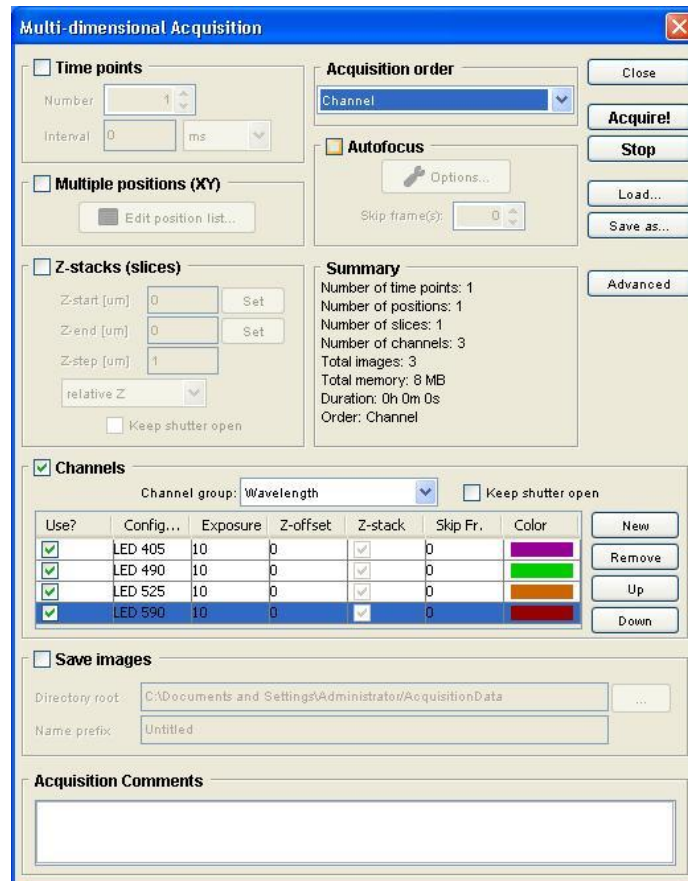 Multi-dimensional Acquisition
Time points
Number 1
Interval 0 ms
Multiple positions (XY)
Edit position list...
Z-stacks (slices)
Z-start [um] 0 Set
Z-end [um] 0 Set
Z-step [um] 1
relative Z
Keep shutter open
Acquisition order
Channel
Autofocus
Options...
Skip frame(s): 0
Summary
Number of time points: 1
Number of positions: 1
Number of slices: 1
Number of channels: 3
Total images: 3
Total memory: 8 MB
Duration: 0h 0m 0s
Order: Channel
Close
Acquire!
Stop
Load...
Save as...
Advanced
Channels
Channel group: Wavelength Keep shutter open
Use? Config... Exposure Z-offset Z-stack Skip Fr. Color
LED 405 10 0 0
LED 490 10 0 0
LED 525 10 0 0
LED 590 10 0 0
New
Remove
Up
Down
Save images
Directory root C:\Documents and Settings\Administrator/AcquisitionData ...
Name prefix Untitled
Acquisition Comments